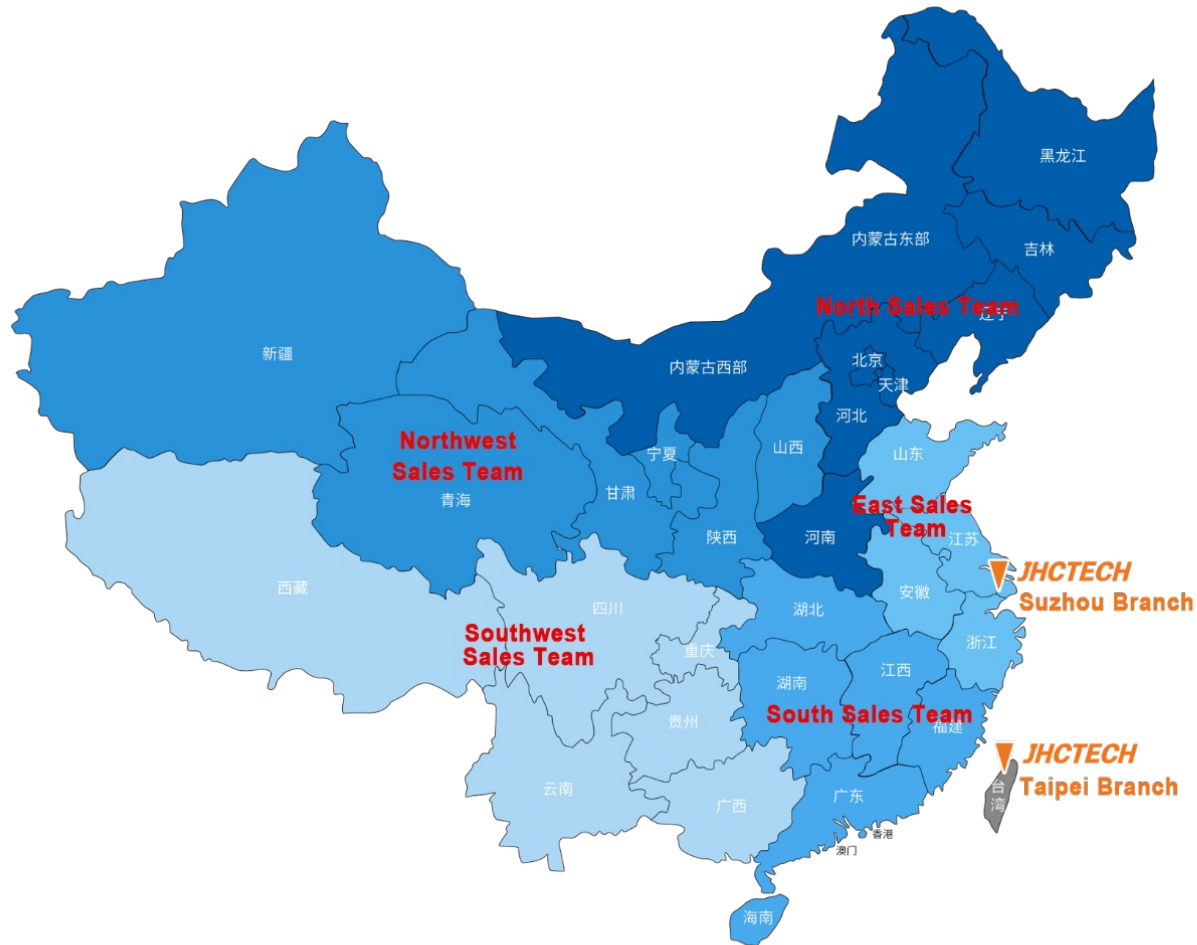 黑龙江
内蒙古东部
吉林
North Sales Team
辽宁
新疆
北京
内蒙古西部
天津
河北
Northwest
Sales Team
青海
宁夏
山西
山东
甘肃
East Sales
Team
陕西
河南
江苏
JHCTECH
Suzhou Branch
西藏
四川
安徽
湖北
Southwest
Sales Team
重庆
浙江
湖南
江西
贵州
South Sales Team
福建
JHCTECH
Taipei Branch
云南
广西
广东
台
湾
香港
澳门
海南